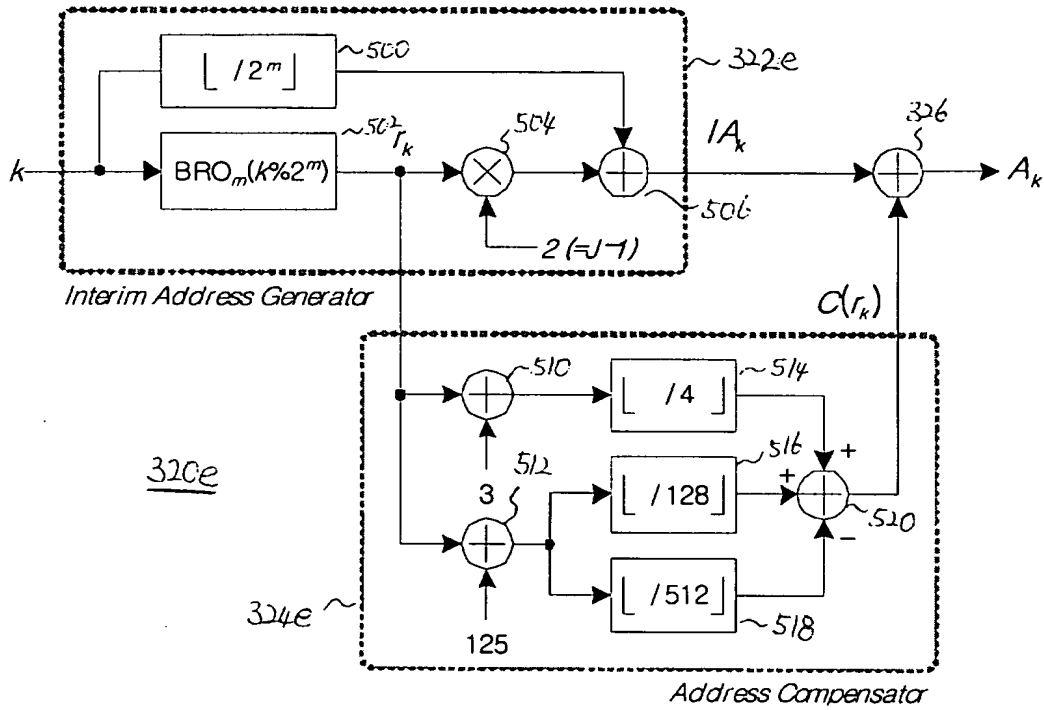 ⌊ /2ᵐ⌋
500
322e
k
BROₘ(k%2ᵐ)
502
rₖ
504
506
IAₖ
326
Aₖ
2 (=J-1)
Interim Address Generator
C(rₖ)
510
3
⌊ /4 ⌋
514
320e
512
125
⌊ /128⌋
516
+
+
−
520
⌊ /512⌋
518
324e
Address Compensator